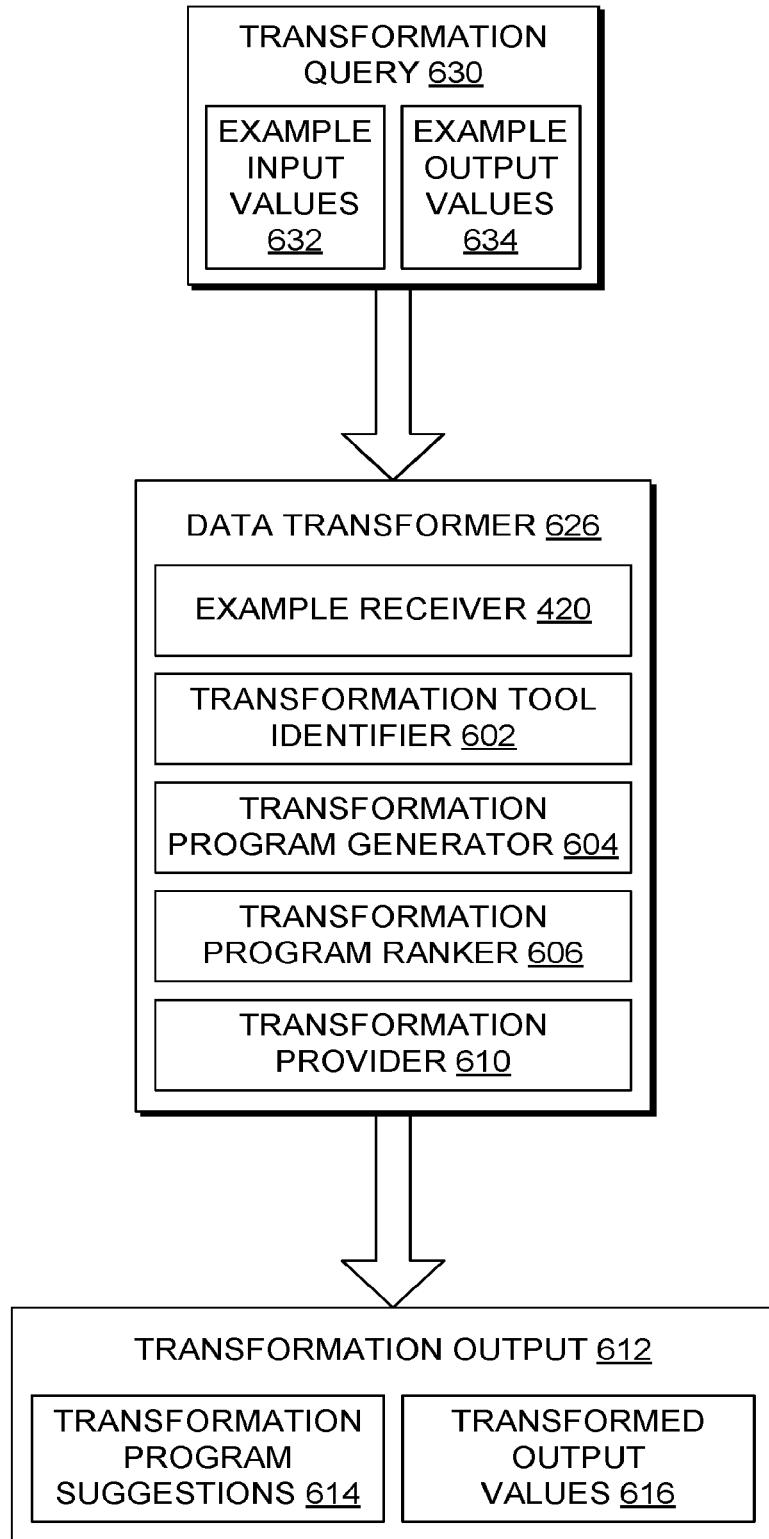 TRANSFORMATION
QUERY 630
EXAMPLE
INPUT
VALUES
632
EXAMPLE
OUTPUT
VALUES
634
DATA TRANSFORMER 626
EXAMPLE RECEIVER 420
TRANSFORMATION TOOL
IDENTIFIER 602
TRANSFORMATION
PROGRAM GENERATOR 604
TRANSFORMATION
PROGRAM RANKER 606
TRANSFORMATION
PROVIDER 610
TRANSFORMATION OUTPUT 612
TRANSFORMATION
PROGRAM
SUGGESTIONS 614
TRANSFORMED
OUTPUT
VALUES 616